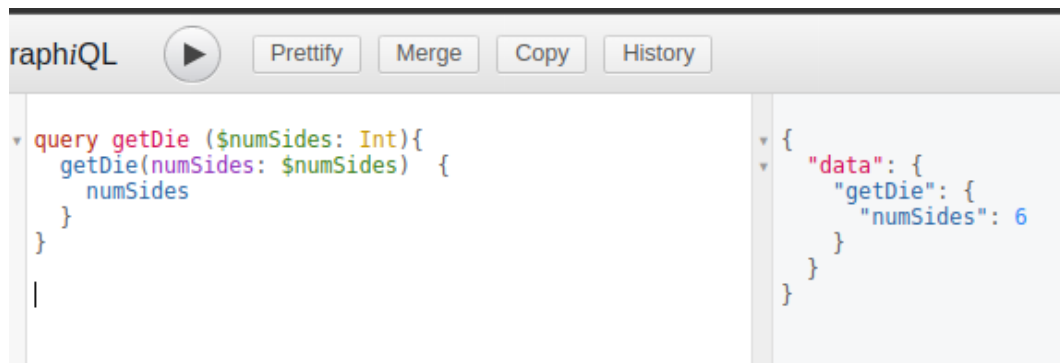 raphiQL Prettify Merge Copy History
query getDie ($numSides: Int){
  getDie(numSides: $numSides)  {
    numSides
  }
}
{
  "data": {
    "getDie": {
      "numSides": 6
    }
  }
}